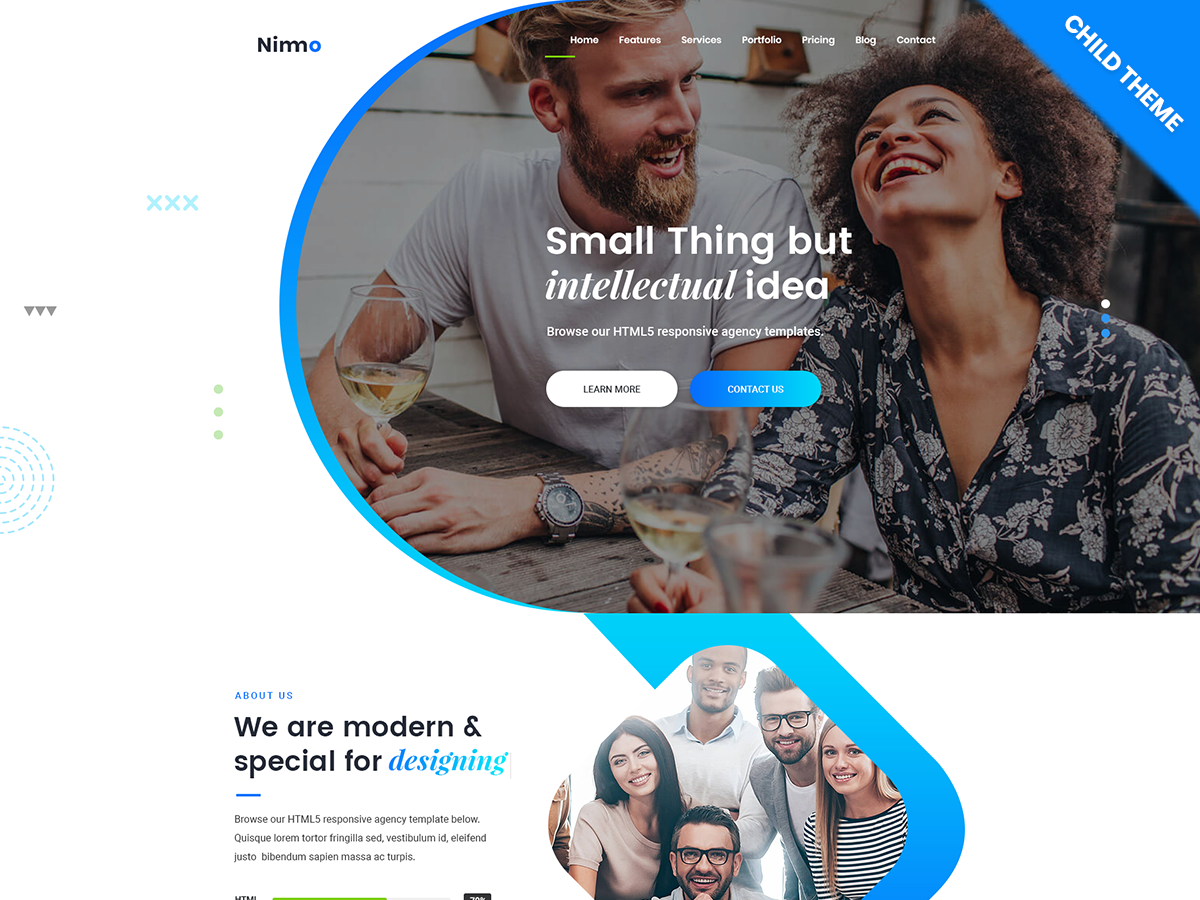 Nimo
Home Features Services Portfolio Pricing Blog Contact
CHILD THEME
Small Thing but
intellectual idea
Browse our HTML5 responsive agency templates.
LEARN MORE CONTACT US
ABOUT US
We are modern &
special for designing
Browse our HTML5 responsive agency template below.
Quisque lorem tortor fringilla sed, vestibulum id, eleifend
justo bibendum sapien massa ac turpis.
HTML 70%